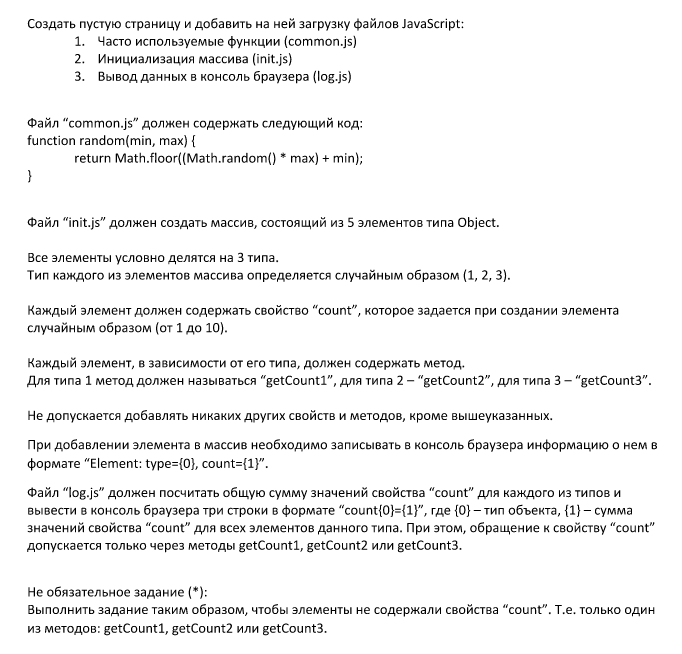 Создать пустую страницу и добавить на ней загрузку файлов JavaScript:
1. Часто используемые функции (common.js)
2. Инициализация массива (init.js)
3. Вывод данных в консоль браузера (log.js)
Файл “common.js” должен содержать следующий код:
function random(min, max) {
return Math.floor((Math.random() * max) + min);
}
Файл “init.js” должен создать массив, состоящий из 5 элементов типа Object.
Все элементы условно делятся на 3 типа.
Тип каждого из элементов массива определяется случайным образом (1, 2, 3).
Каждый элемент должен содержать свойство “count”, которое задается при создании элемента
случайным образом (от 1 до 10).
Каждый элемент, в зависимости от его типа, должен содержать метод.
Для типа 1 метод должен называться “getCount1”, для типа 2 – “getCount2”, для типа 3 – “getCount3”.
Не допускается добавлять никаких других свойств и методов, кроме вышеуказанных.
При добавлении элемента в массив необходимо записывать в консоль браузера информацию о нем в
формате “Element: type={0}, count={1}”.
Файл “log.js” должен посчитать общую сумму значений свойства “count” для каждого из типов и
вывести в консоль браузера три строки в формате “count{0}={1}”, где {0} – тип объекта, {1} – сумма
значений свойства “count” для всех элементов данного типа. При этом, обращение к свойству “count”
допускается только через методы getCount1, getCount2 или getCount3.
Не обязательное задание (*):
Выполнить задание таким образом, чтобы элементы не содержали свойства “count”. Т.е. только один
из методов: getCount1, getCount2 или getCount3.